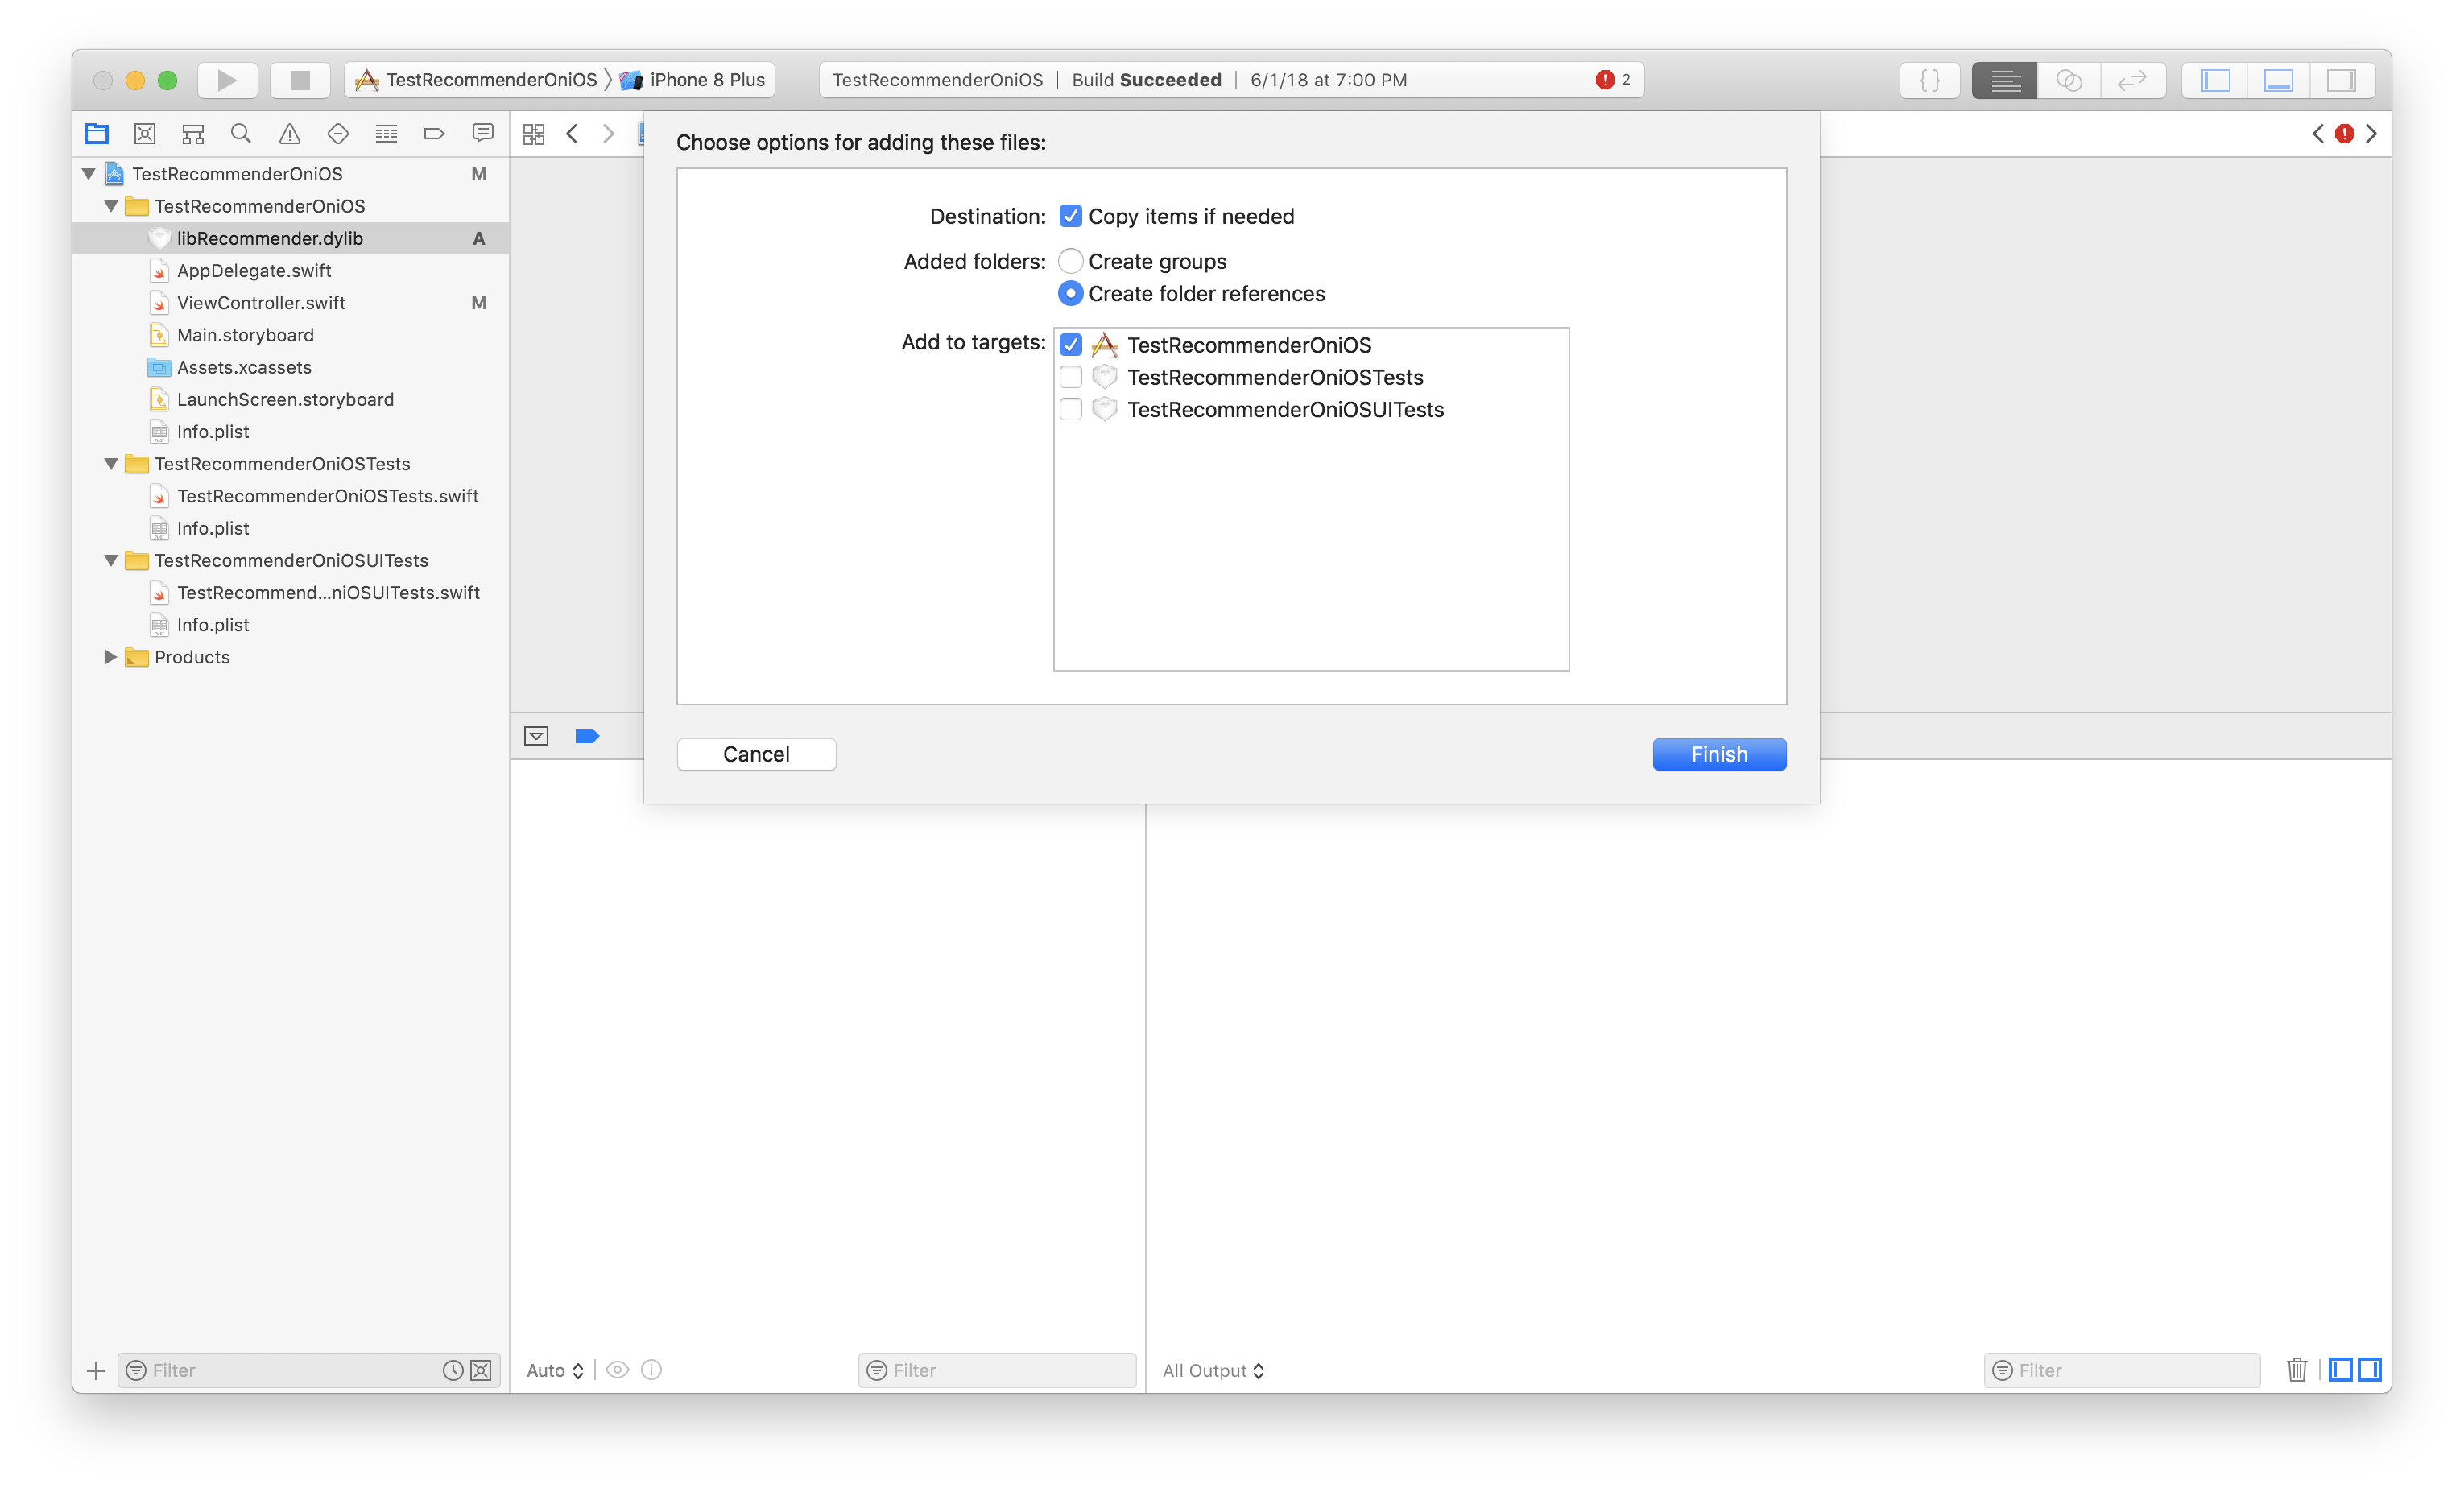 TestRecommenderOniOS iPhone 8 Plus
TestRecommenderOniOS | Build Succeeded | 6/1/18 at 7:00 PM 2
TestRecommenderOniOS M
TestRecommenderOniOS
libRecommender.dylib A
AppDelegate.swift
ViewController.swift M
Main.storyboard
Assets.xcassets
LaunchScreen.storyboard
Info.plist
TestRecommenderOniOSTests
TestRecommenderOniOSTests.swift
Info.plist
TestRecommenderOniOSUITests
TestRecommend...niOSUITests.swift
Info.plist
Products
Filter
Choose options for adding these files:
Destination: Copy items if needed
Added folders: Create groups
Create folder references
Add to targets: TestRecommenderOniOS
TestRecommenderOniOSTests
TestRecommenderOniOSUITests
Cancel
Finish
Auto
Filter
All Output
Filter